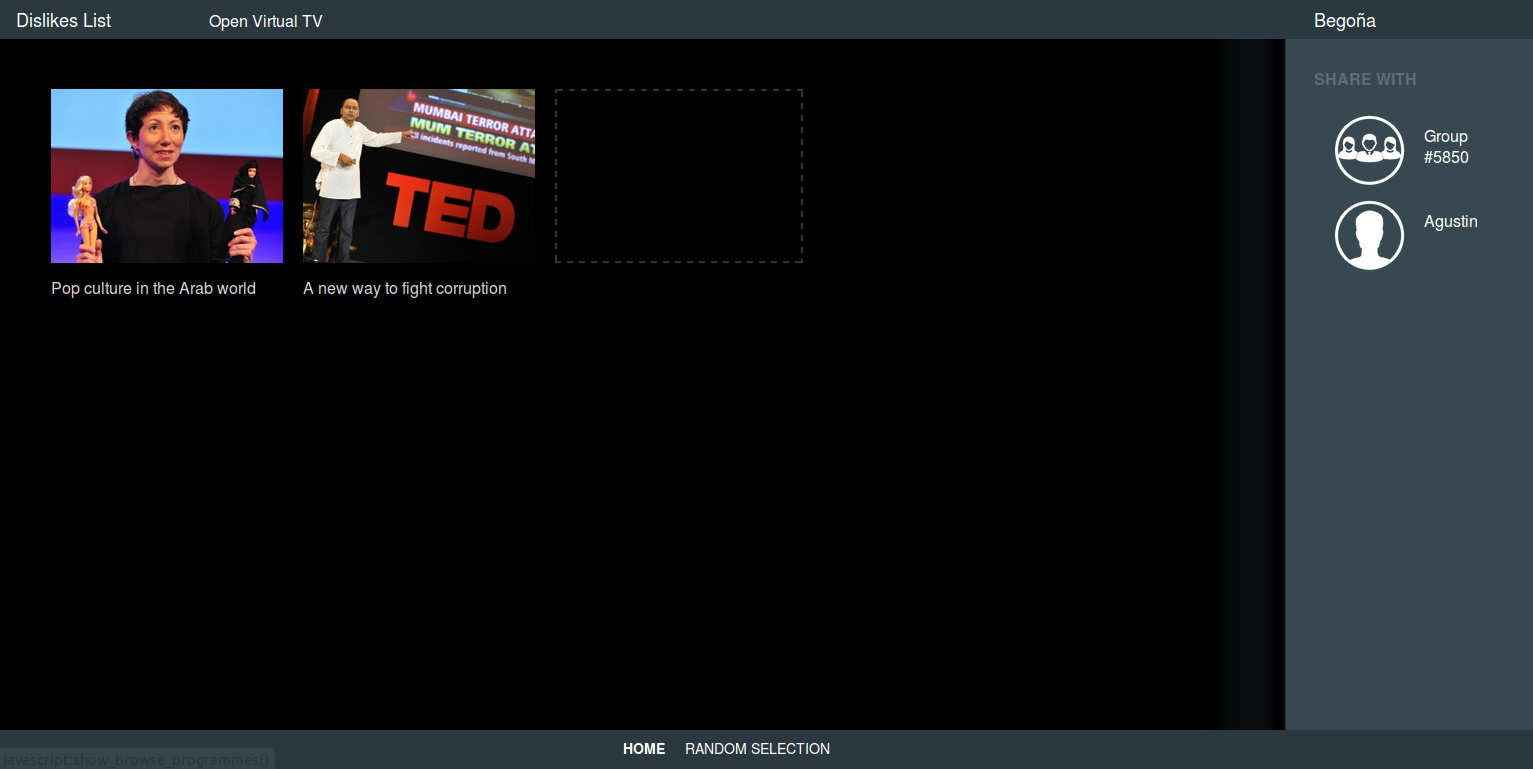 Dislikes List
Open Virtual TV
Begoña
SHARE WITH
Group
#5850
Agustin
MUMBAI TERROR ATTA
MUM TERROR AT
ll incidents reported from South M
TED
Pop culture in the Arab world
A new way to fight corruption
HOME
RANDOM SELECTION
javascript:show_browse_programmes()